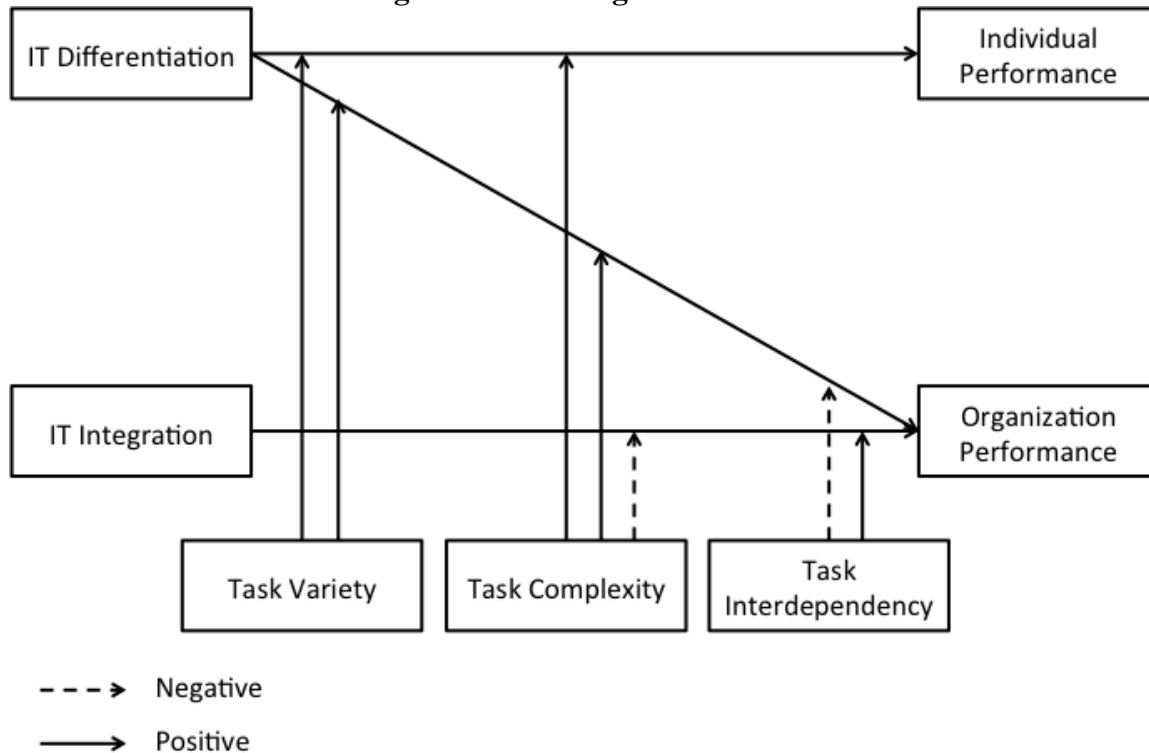 IT Differentiation
Individual
Performance
IT Integration
Organization
Performance
Task Variety
Task Complexity
Task
Interdependency
Negative
Positive